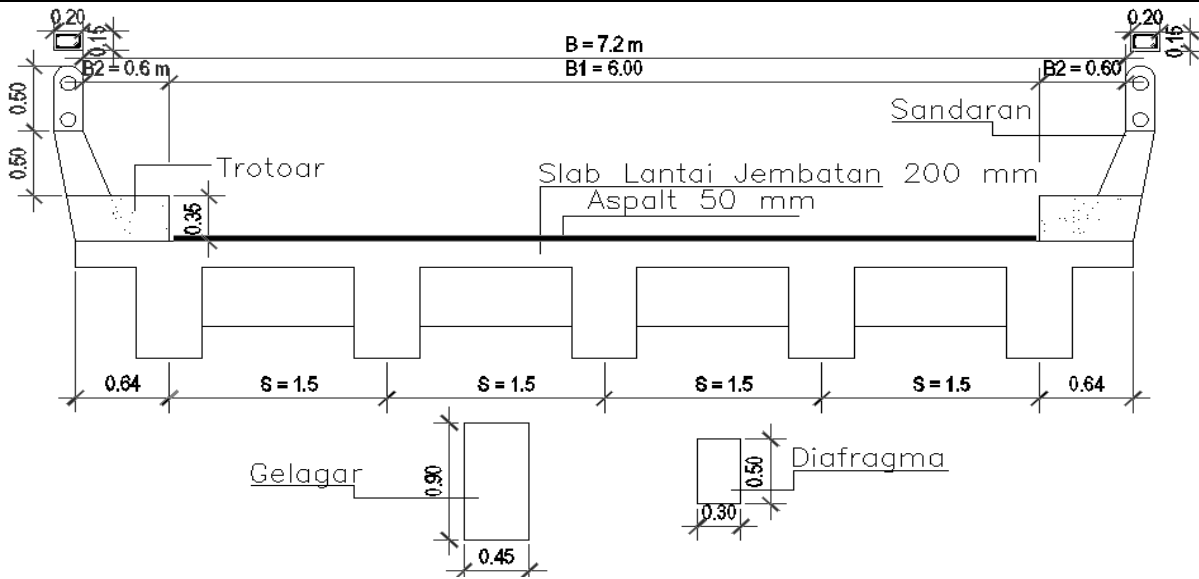 0.20
0.15
B = 7.2 m
0.20
0.15
B2 = 0.6 m
B1 = 6.00
B2 = 0.60
0.50
Sandaran
0.50
Trotoar
Slab Lantai Jembatan 200 mm
Aspalt 50 mm
0.35
0.64
S = 1.5
S = 1.5
S = 1.5
S = 1.5
0.64
Gelagar
0.90
0.45
0.50
Diafragma
0.30